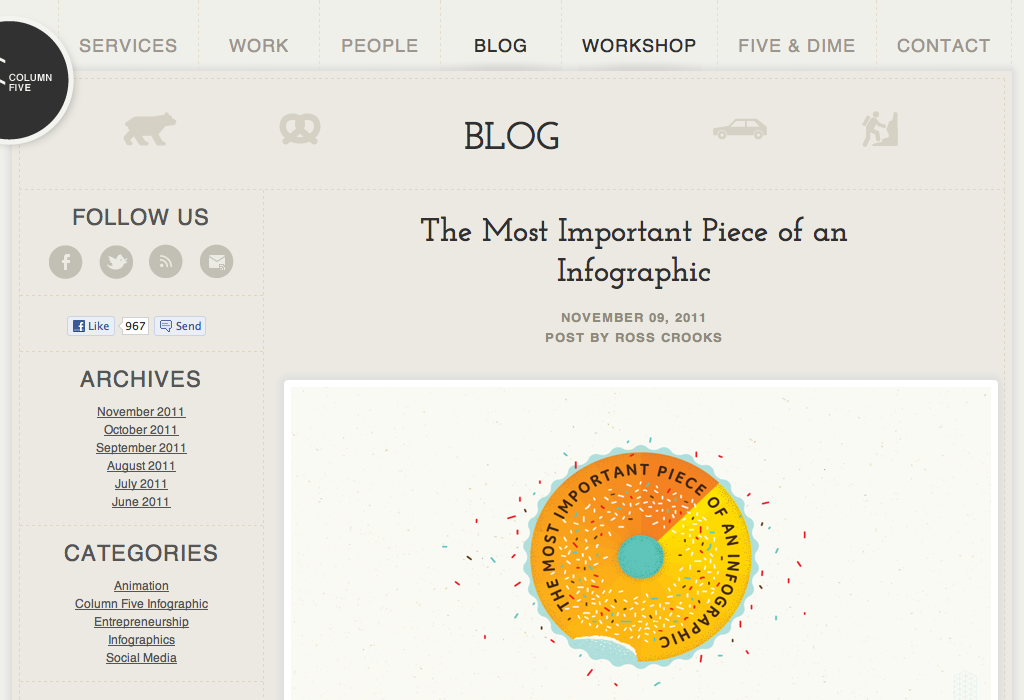 SERVICES
WORK
PEOPLE
BLOG
WORKSHOP
FIVE & DIME
CONTACT
COLUMN
FIVE
BLOG
FOLLOW US
Like
967
Send
ARCHIVES
November 2011
October 2011
September 2011
August 2011
July 2011
June 2011
CATEGORIES
Animation
Column Five Infographic
Entrepreneurship
Infographics
Social Media
The Most Important Piece of an
Infographic
NOVEMBER 09, 2011
POST BY ROSS CROOKS
THE MOST IMPORTANT PIECE OF AN INFOGRAPHIC